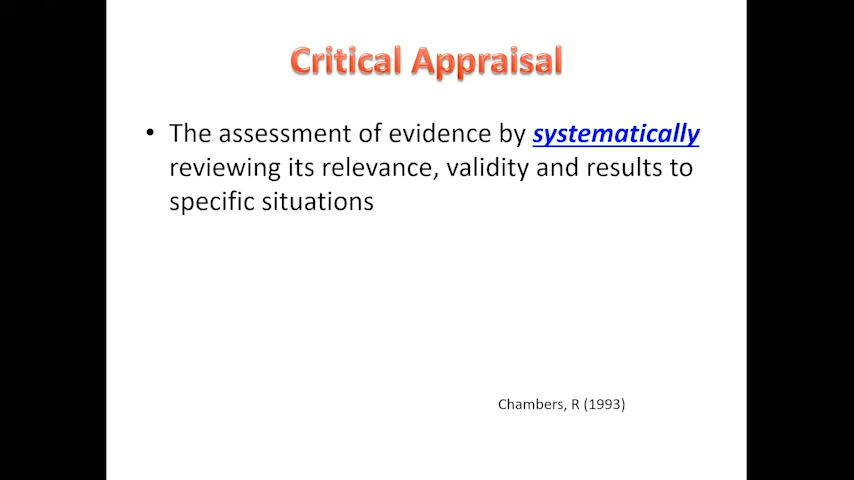 Critical Appraisal
• The assessment of evidence by systematically
reviewing its relevance, validity and results to
specific situations
Chambers, R (1993)